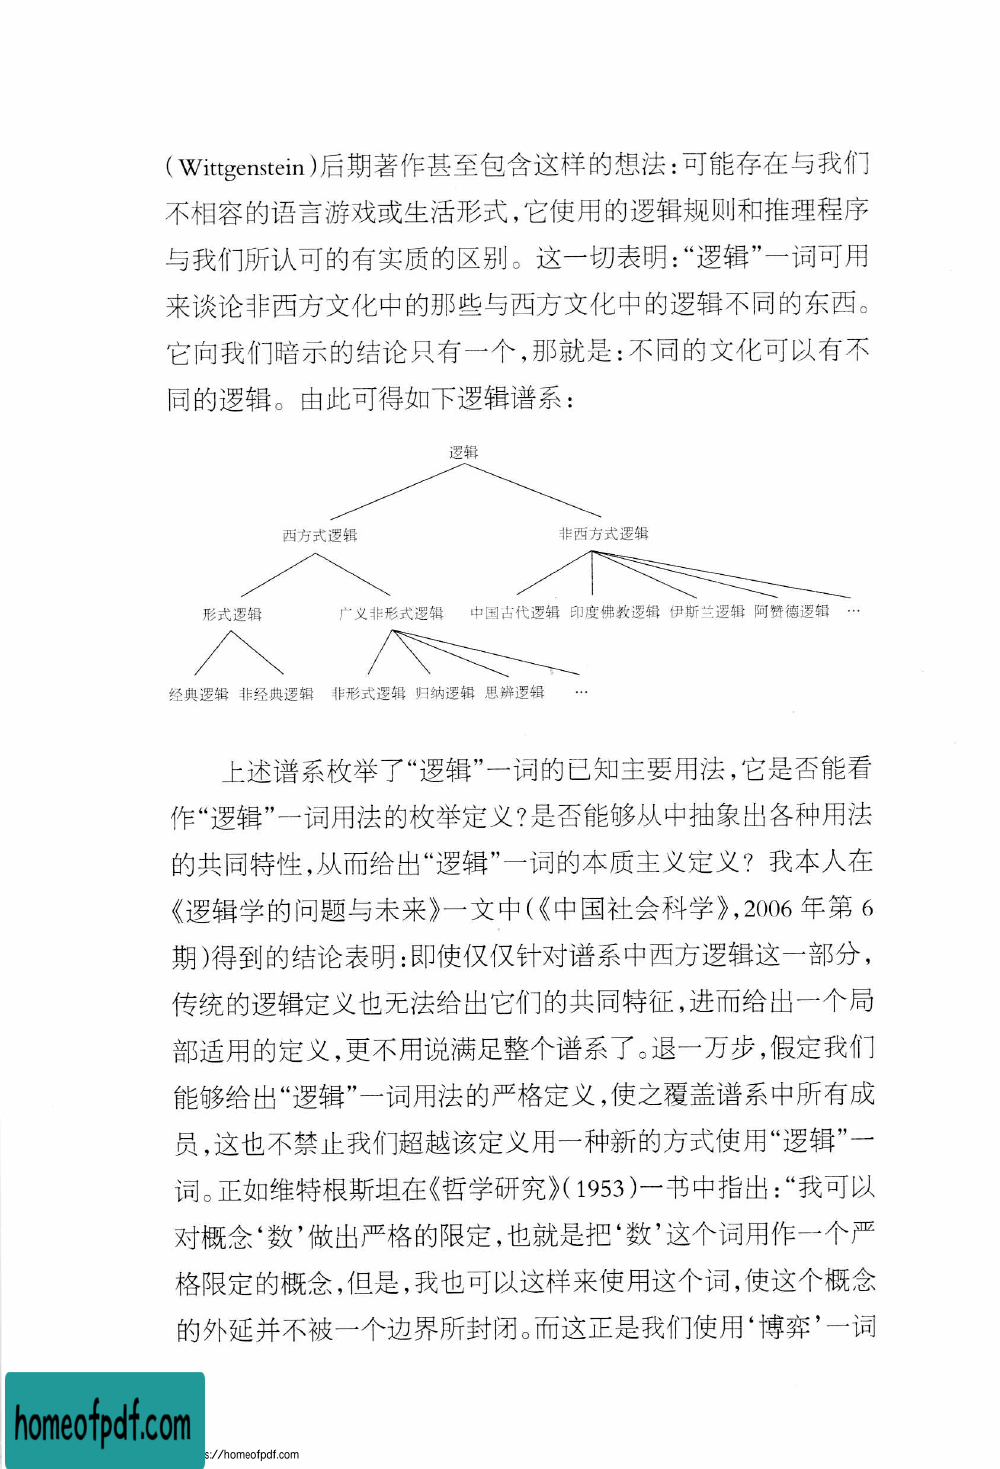 (Wittgenstein)后期著作甚至包含这样的想法:可能存在与我们
不相容的语言游戏或生活形式,它使用的逻辑规则和推理程序
与我们所认可的有实质的区别。这一切表明:“逻辑”一词可用
来谈论非西方文化中的那些与西方文化中的逻辑不同的东西。
它向我们暗示的结论只有一个,那就是:不同的文化可以有不
同的逻辑。由此可得如下逻辑谱系:
逻辑
西方式逻辑 非西方式逻辑
形式逻辑 广义非形式逻辑 中国古代逻辑 印度佛教逻辑 伊斯兰逻辑 阿赞德逻辑 …
经典逻辑 非经典逻辑 非形式逻辑 归纳逻辑 思辨逻辑 …
上述谱系枚举了“逻辑”一词的已知主要用法,它是否能看
作“逻辑”一词用法的枚举定义?是否能够从中抽象出各种用法
的共同特性,从而给出“逻辑”一词的本质主义定义? 我本人在
《逻辑学的问题与未来》一文中(《中国社会科学》,2006 年第 6
期)得到的结论表明:即使仅仅针对谱系中西方逻辑这一部分,
传统的逻辑定义也无法给出它们的共同特征,进而给出一个局
部适用的定义,更不用说满足整个谱系了。退一万步,假定我们
能够给出“逻辑”一词用法的严格定义,使之覆盖谱系中所有成
员,这也不禁止我们超越该定义用一种新的方式使用“逻辑”一
词。正如维特根斯坦在《哲学研究》(1953)一书中指出:“我可以
对概念‘数’做出严格的限定,也就是把‘数’这个词用作一个严
格限定的概念,但是,我也可以这样来使用这个词,使这个概念
的外延并不被一个边界所封闭。而这正是我们使用‘博弈’一词
homeofpdf.com
s://homeofpdf.com